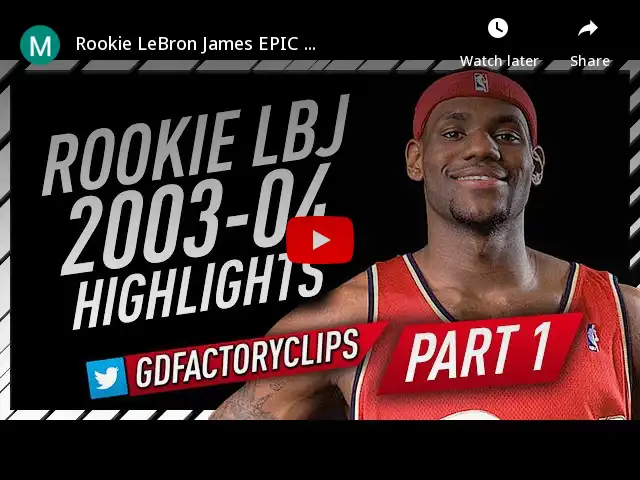 M
Rookie LeBron James EPIC ...
Watch later
Share
ROOKIE LBJ
2003-04
HIGHLIGHTS
GDFACTORYCLIPS
PART 1